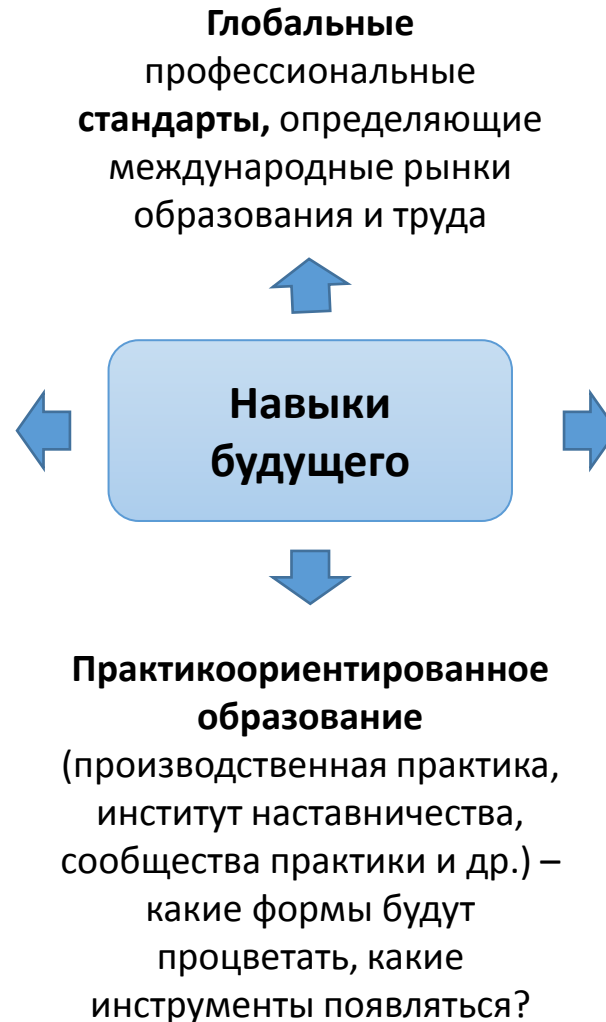 Глобальные
профессиональные
стандарты, определяющие
международные рынки
образования и труда
Навыки
будущего
Практикоориентированное
образование
(производственная практика,
институт наставничества,
сообщества практики и др.) –
какие формы будут
процветать, какие
инструменты появляться?